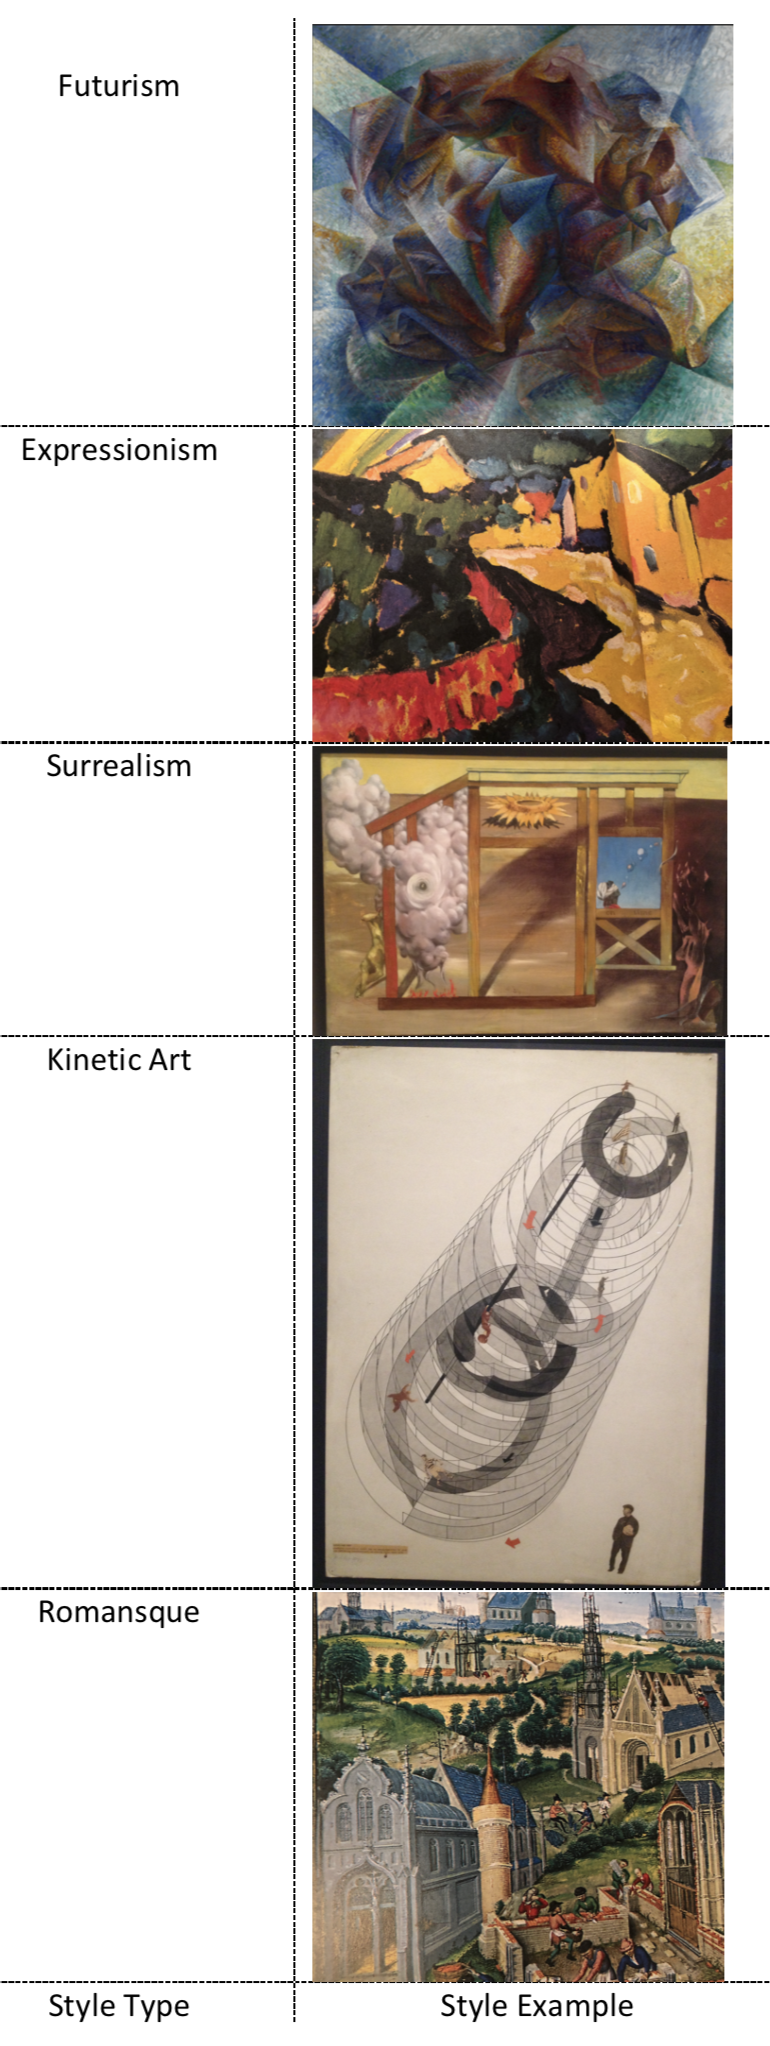 Futurism
Expressionism
Surrealism
Kinetic Art
Romansque
Style Type
Style Example